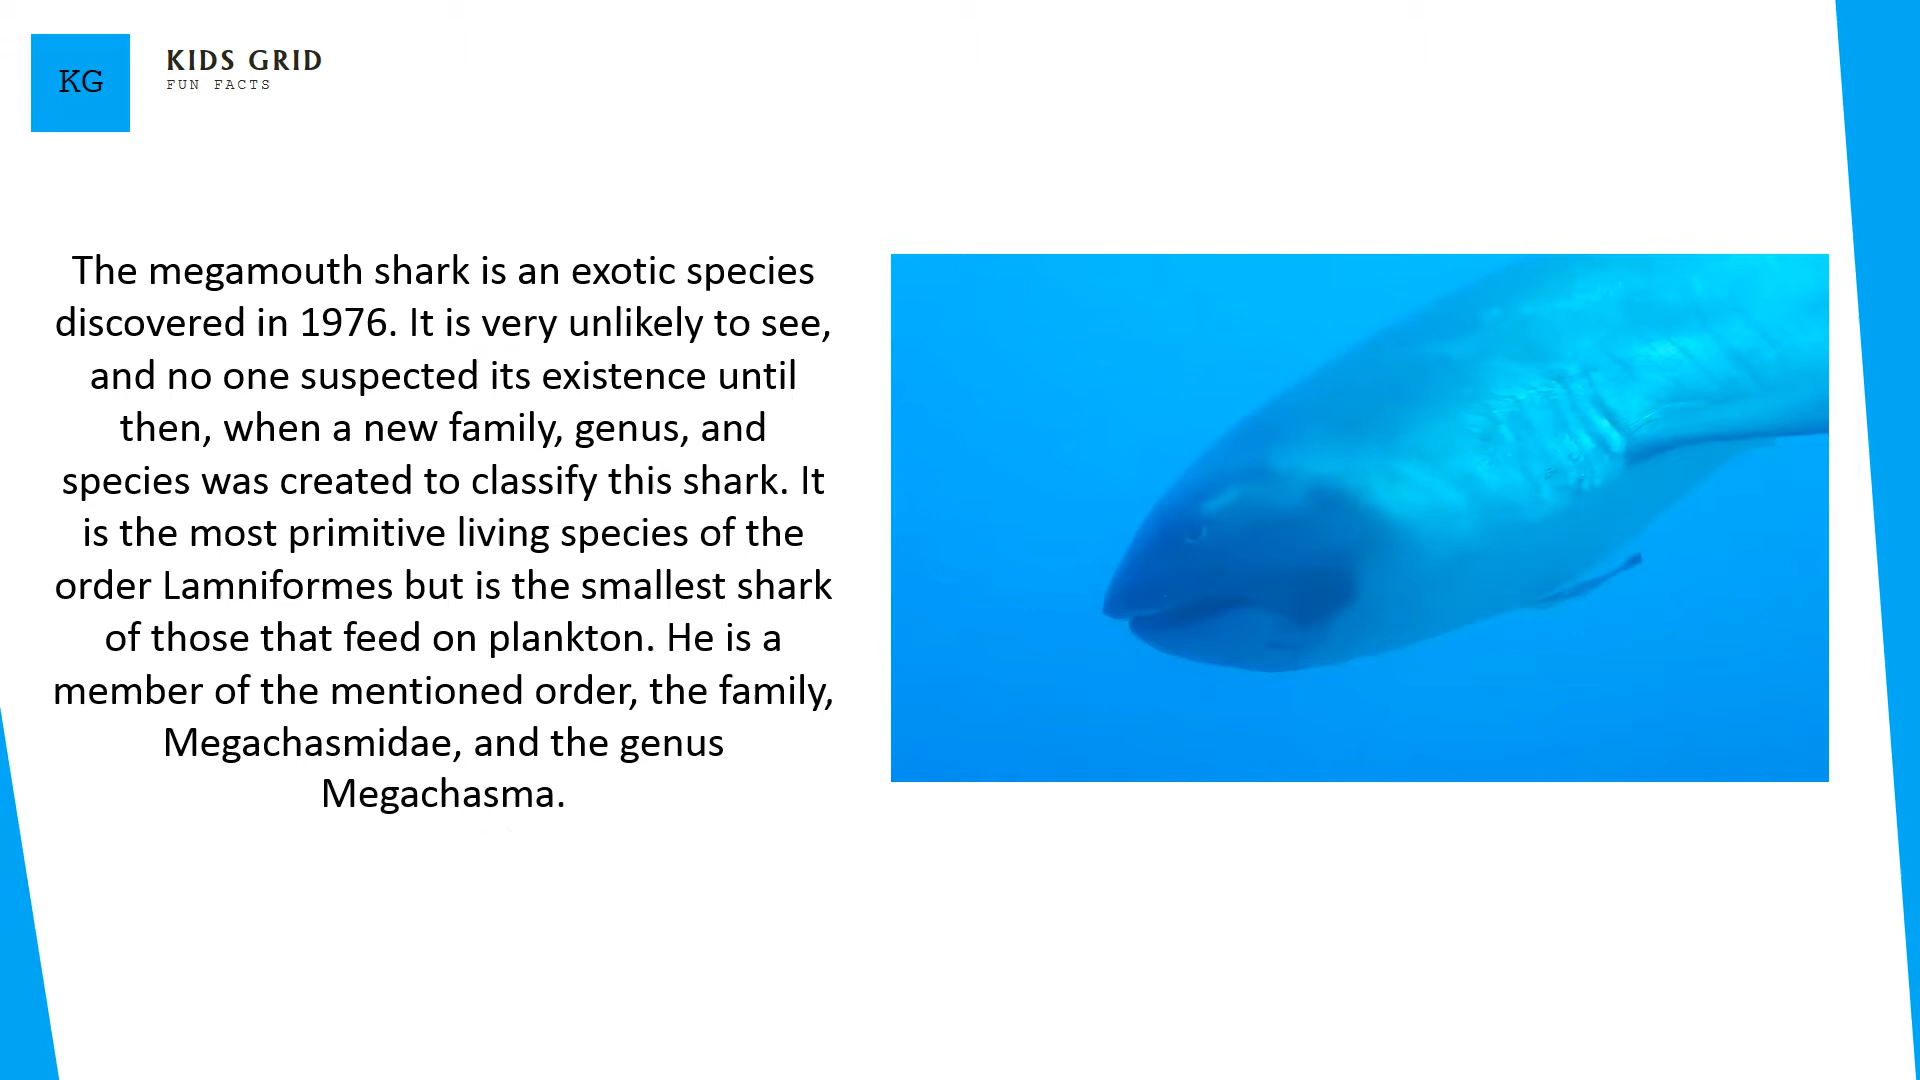 KG
KIDS GRID
FUN FACTS
The megamouth shark is an exotic species
discovered in 1976. It is very unlikely to see,
and no one suspected its existence until
then, when a new family, genus, and
species was created to classify this shark. It
is the most primitive living species of the
order Lamniformes but is the smallest shark
of those that feed on plankton. He is a
member of the mentioned order, the family,
Megachasmidae, and the genus
Megachasma.